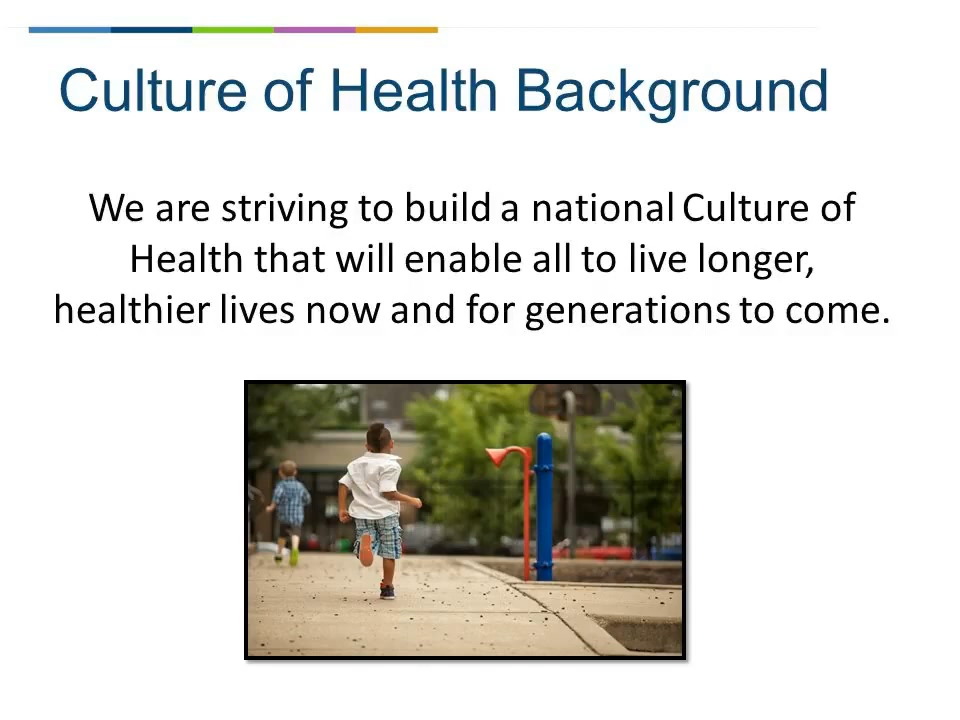 Culture of Health Background
We are striving to build a national Culture of
Health that will enable all to live longer,
healthier lives now and for generations to come.